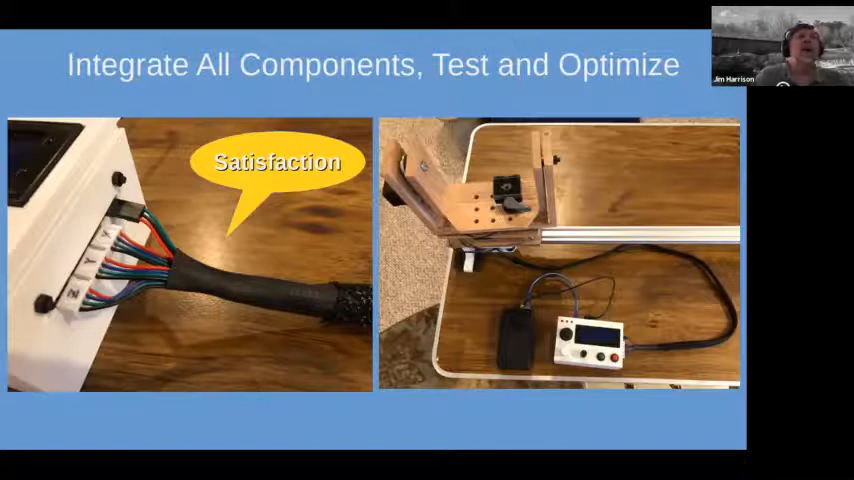 Integrate All Components, Test and Optimize
Jim Harrison
Satisfaction
X
Y
Z